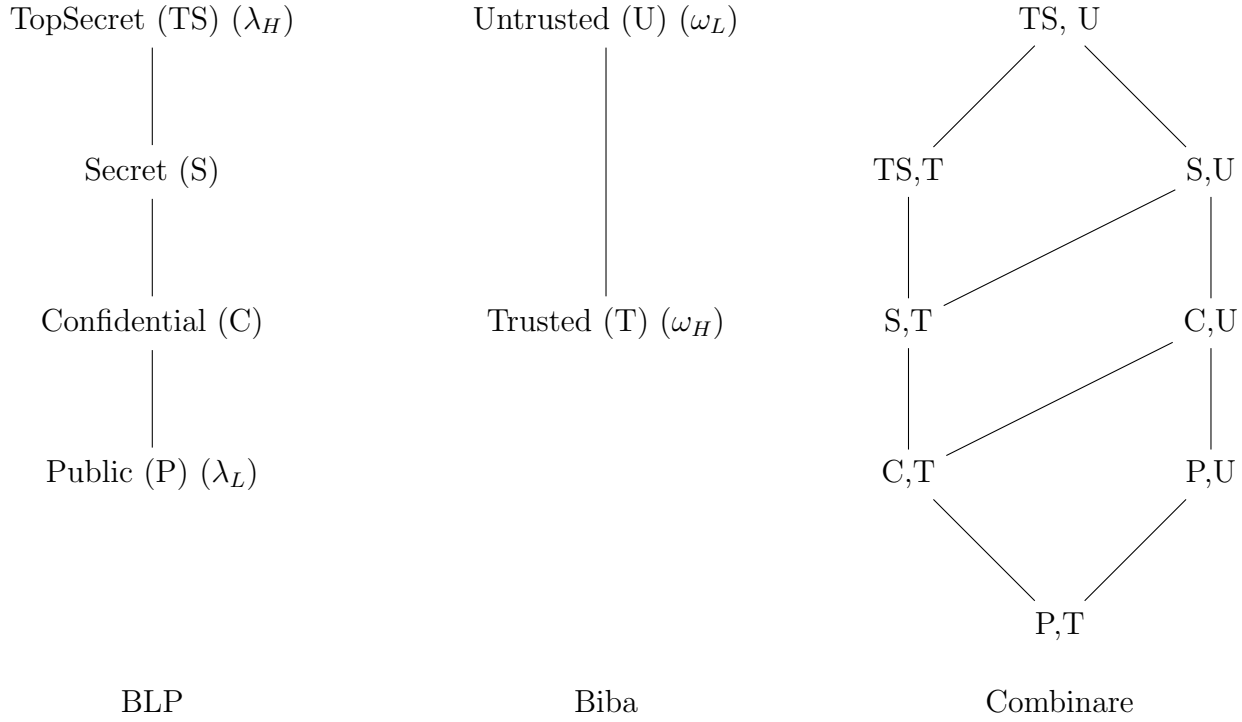 TopSecret (TS) (λ_H)
Untrusted (U) (ω_L)
TS, U
Secret (S)
TS,T
S,U
Confidential (C)
Trusted (T) (ω_H)
S,T
C,U
Public (P) (λ_L)
C,T
P,U
P,T
BLP
Biba
Combinare